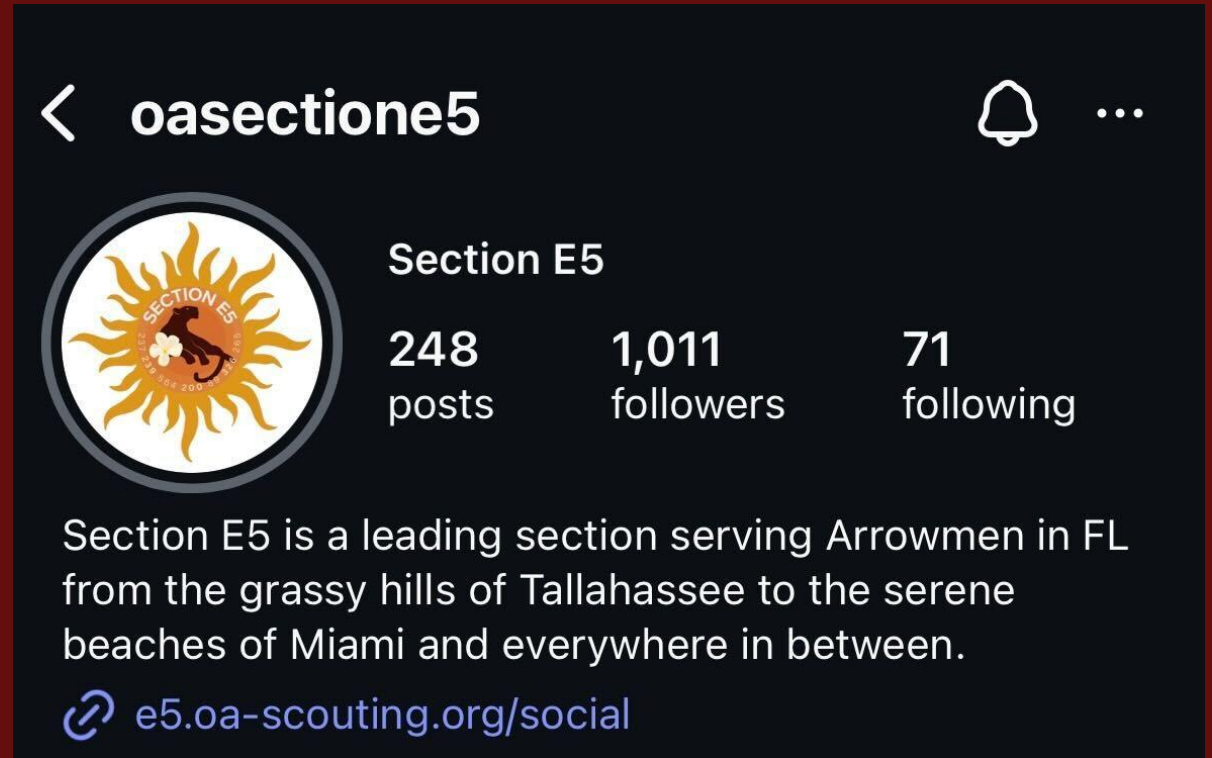 oasectione5
SECTION E5
Section E5
248
1,011
71
posts
followers
following
Section E5 is a leading section serving Arrowmen in FL
from the grassy hills of Tallahassee to the serene
beaches of Miami and everywhere in between.
e5.oa-scouting.org/social